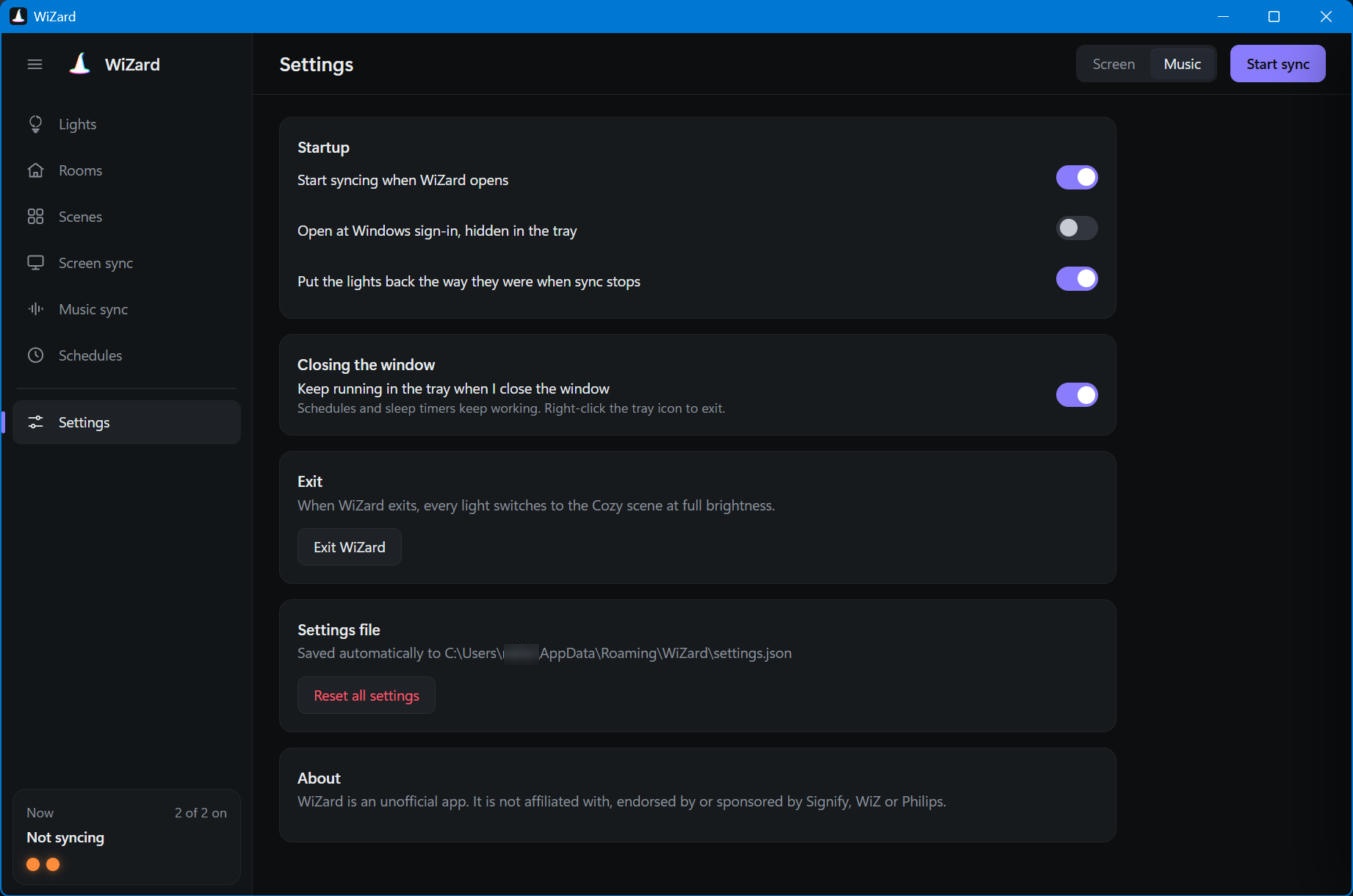 WiZard
WiZard
Lights
Rooms
Scenes
Screen sync
Music sync
Schedules
Settings
Now 2 of 2 on
Not syncing
Settings
Screen Music Start sync
Startup
Start syncing when WiZard opens
Open at Windows sign-in, hidden in the tray
Put the lights back the way they were when sync stops
Closing the window
Keep running in the tray when I close the window
Schedules and sleep timers keep working. Right-click the tray icon to exit.
Exit
When WiZard exits, every light switches to the Cozy scene at full brightness.
Exit WiZard
Settings file
Saved automatically to C:\Users\ AppData\Roaming\WiZard\settings.json
Reset all settings
About
WiZard is an unofficial app. It is not affiliated with, endorsed by or sponsored by Signify, WiZ or Philips.